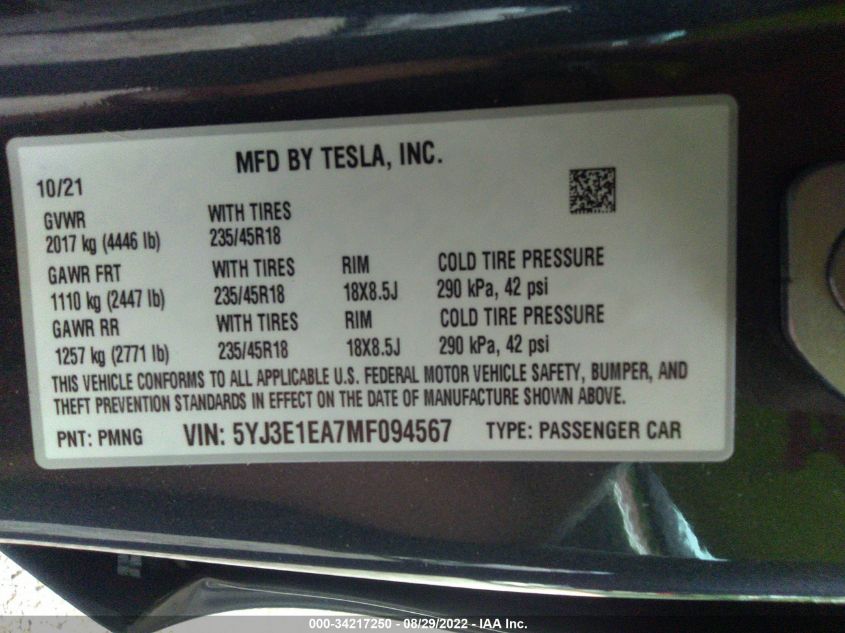 MFD BY TESLA, INC.
10/21
GVWR WITH TIRES
2017 kg (4446 lb) 235/45R18
GAWR FRT WITH TIRES RIM COLD TIRE PRESSURE
1110 kg (2447 lb) 235/45R18 18X8.5J 290 kPa, 42 psi
GAWR RR WITH TIRES RIM COLD TIRE PRESSURE
1257 kg (2771 lb) 235/45R18 18X8.5J 290 kPa, 42 psi
THIS VEHICLE CONFORMS TO ALL APPLICABLE U.S. FEDERAL MOTOR VEHICLE SAFETY, BUMPER, AND
THEFT PREVENTION STANDARDS IN EFFECT ON THE DATE OF MANUFACTURE SHOWN ABOVE.
PNT: PMNG VIN: 5YJ3E1EA7MF094567 TYPE: PASSENGER CAR
000-34217250 - 08/29/2022 - IAA Inc.